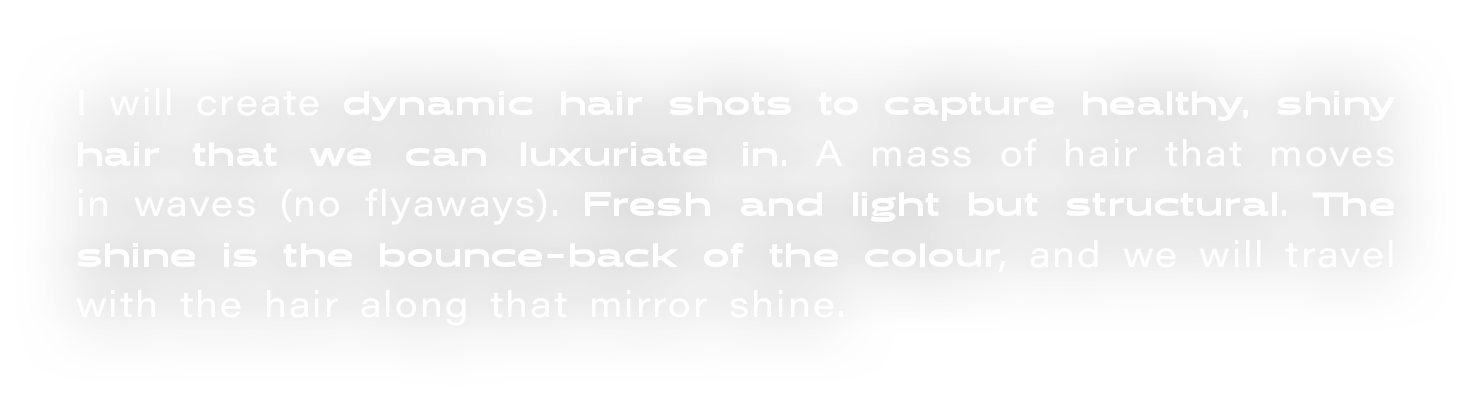 I will create dynamic hair shots to capture healthy, shiny
hair that we can luxuriate in. A mass of hair that moves
in waves (no flyaways). Fresh and light but structural. The
shine is the bounce-back of the colour, and we will travel
with the hair along that mirror shine.